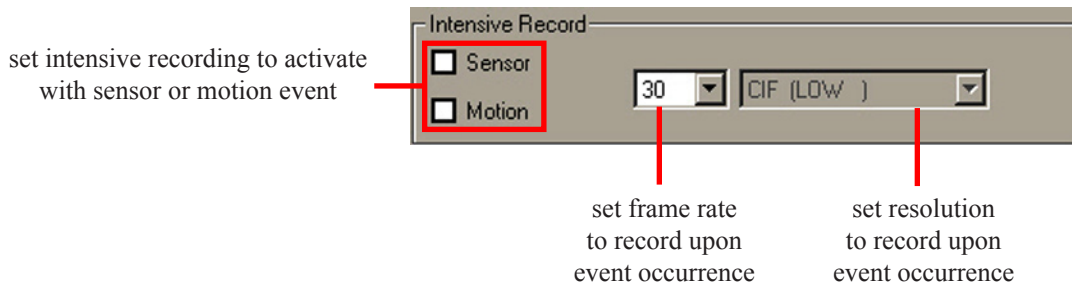 Intensive Record
set intensive recording to activate
with sensor or motion event
Sensor
Motion
30
CIF (LOW )
set frame rate
to record upon
event occurrence
set resolution
to record upon
event occurrence